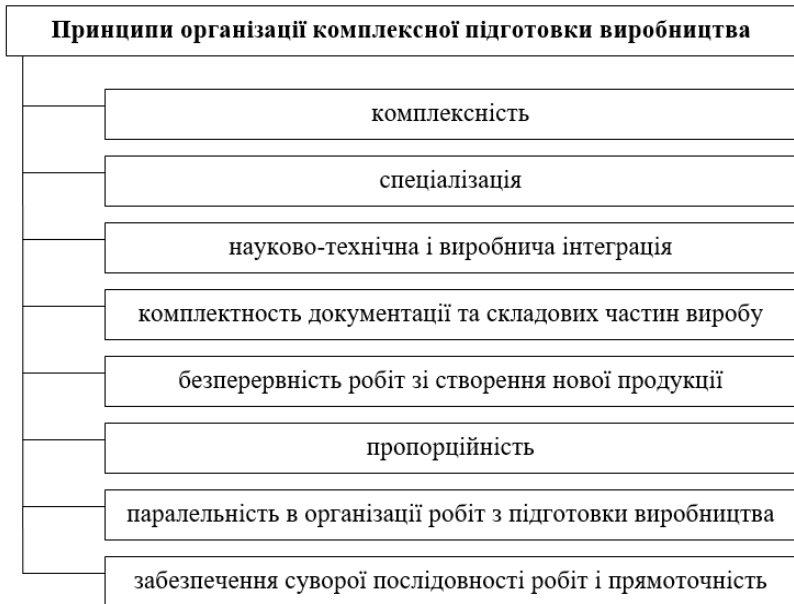 Принципи організації комплексної підготовки виробництва
комплексність
спеціалізація
науково-технічна і виробнича інтеграція
комплектность документації та складових частин виробу
безперервність робіт зі створення нової продукції
пропорційність
паралельність в організації робіт з підготовки виробництва
забезпечення суворої послідовності робіт і прямоточність